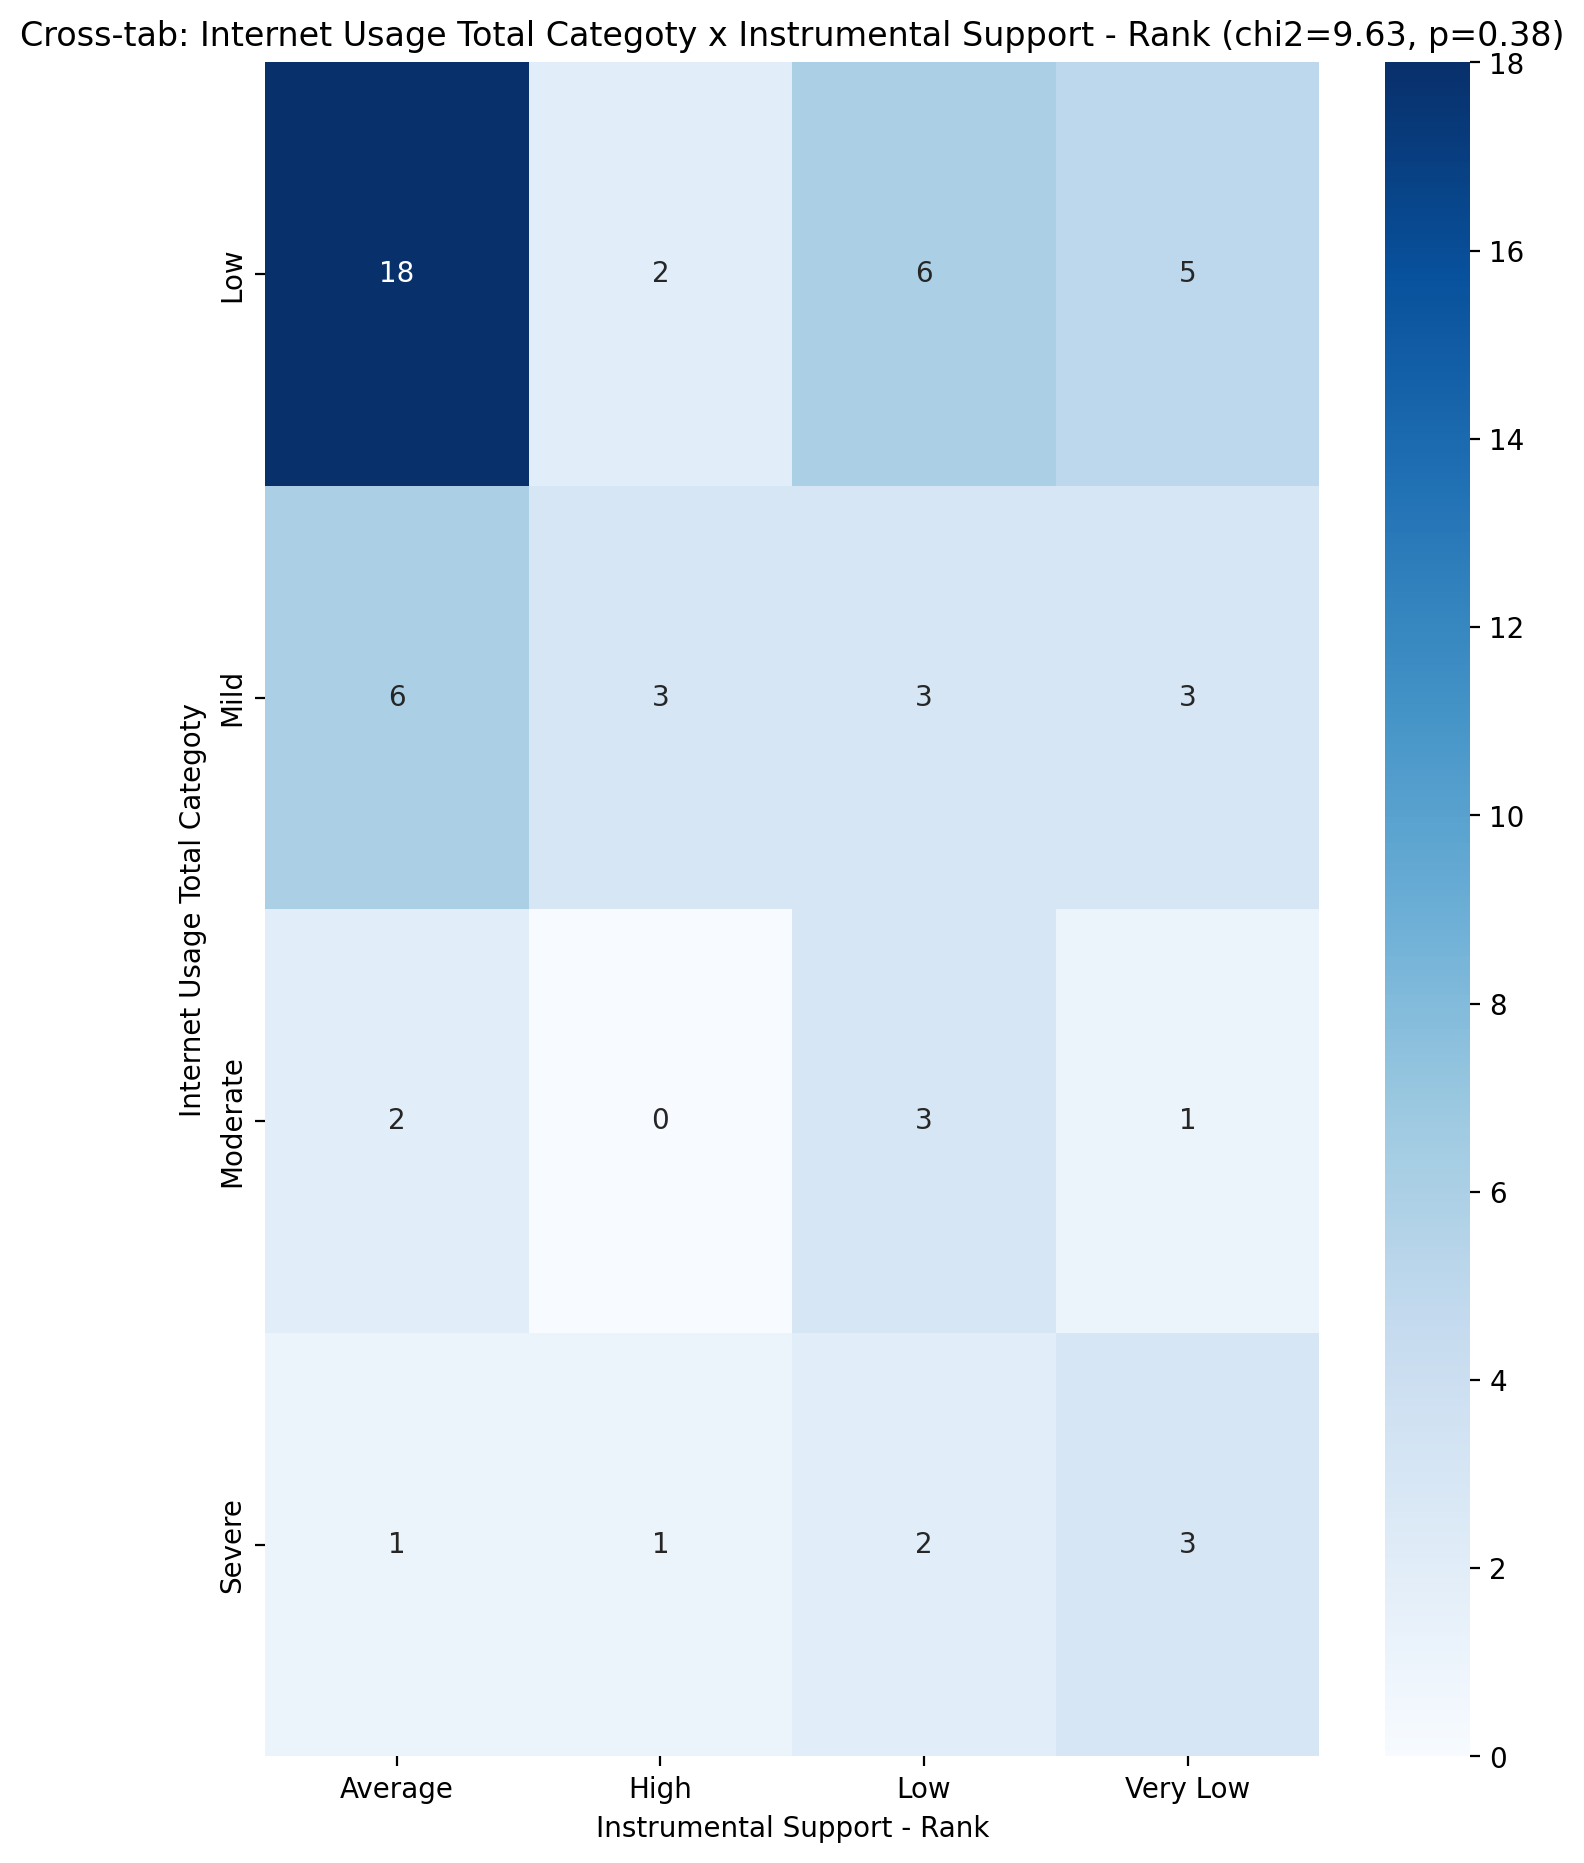 Cross-tab: Internet Usage Total Categoty x Instrumental Support - Rank (chi2=9.63, p=0.38)
18
Low
18
2
6
5
16
14
12
Mild
6
3
3
3
10
Internet Usage Total Categoty
8
Moderate
2
0
3
1
6
4
Severe
1
1
2
3
2
0
Average
High
Low
Very Low
Instrumental Support - Rank